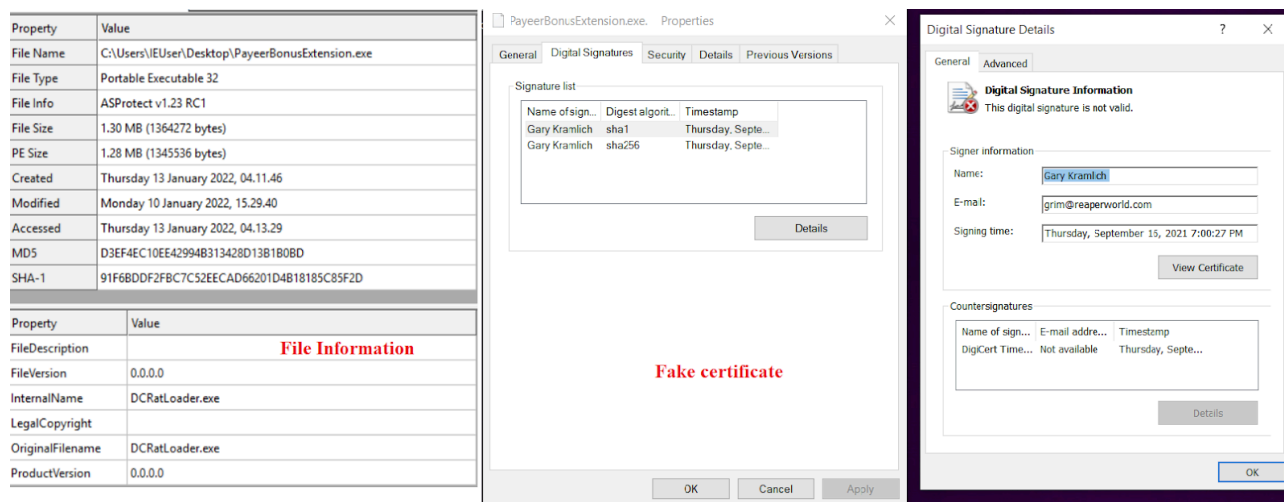 Property Value
File Name C:\Users\IEUser\Desktop\PayeerBonusExtension.exe
File Type Portable Executable 32
File Info ASProtect v1.23 RC1
File Size 1.30 MB (1364272 bytes)
PE Size 1.28 MB (1345536 bytes)
Created Thursday 13 January 2022, 04.11.46
Modified Monday 10 January 2022, 15.29.40
Accessed Thursday 13 January 2022, 04.13.29
MD5 D3EF4EC10EE42994B313428D13B1B0BD
SHA-1 91F6BDDF2FBC7C52EECAD66201D4B18185C85F2D
Property Value
FileDescription
File Information
FileVersion 0.0.0.0
InternalName DCRatLoader.exe
LegalCopyright
OriginalFilename DCRatLoader.exe
ProductVersion 0.0.0.0
PayeerBonusExtension.exe. Properties
General Digital Signatures Security Details Previous Versions
Signature list
Name of sign... Digest algorit... Timestamp
Gary Kramlich sha1 Thursday, Septe...
Gary Kramlich sha256 Thursday, Septe...
Details
Fake certificate
OK Cancel Apply
Digital Signature Details ?
General Advanced
Digital Signature Information
This digital signature is not valid.
Signer information
Name: Gary Kramlich
E-mail: grim@reaperworld.com
Signing time: Thursday, September 16, 2021 7:00:27 PM
View Certificate
Countersignatures
Name of sign... E-mail addre... Timestamp
DigiCert Time... Not available Thursday, Septe...
Details
OK